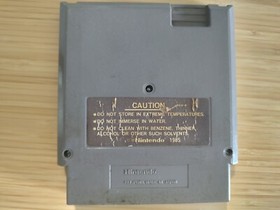 CAUTION
•DO NOT STORE IN EXTREME TEMPERATURES.
•DO NOT IMMERSE IN WATER.
•DO NOT CLEAN WITH BENZENE, THINNER,
ALCOHOL OR OTHER SUCH SOLVENTS.
©Nintendo 1985
Nintendo